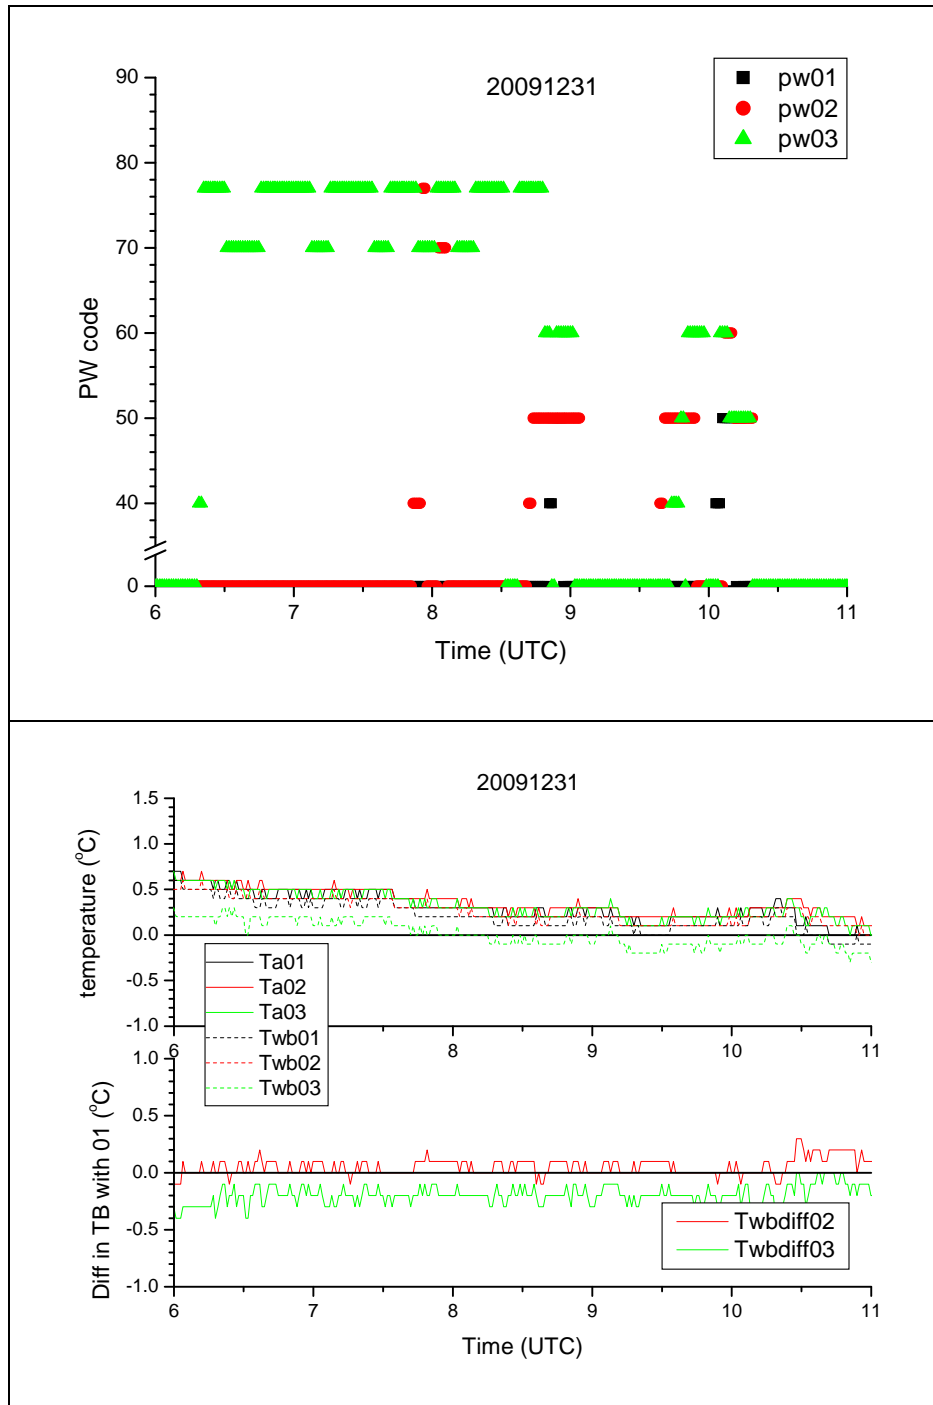 20091231
pw01
pw02
pw03
90
80
70
60
50
40
0
PW code
6 7 8 9 10 11
Time (UTC)
20091231
1.5
1.0
0.5
0.0
-0.5
-1.0
temperature (°C)
6 8 9 10 11
Ta01
Ta02
Ta03
Twb01
Twb02
Twb03
1.0
0.5
0.0
-0.5
-1.0
Diff in TB with 01 (°C)
Twbdiff02
Twbdiff03
6 7 8 9 10 11
Time (UTC)